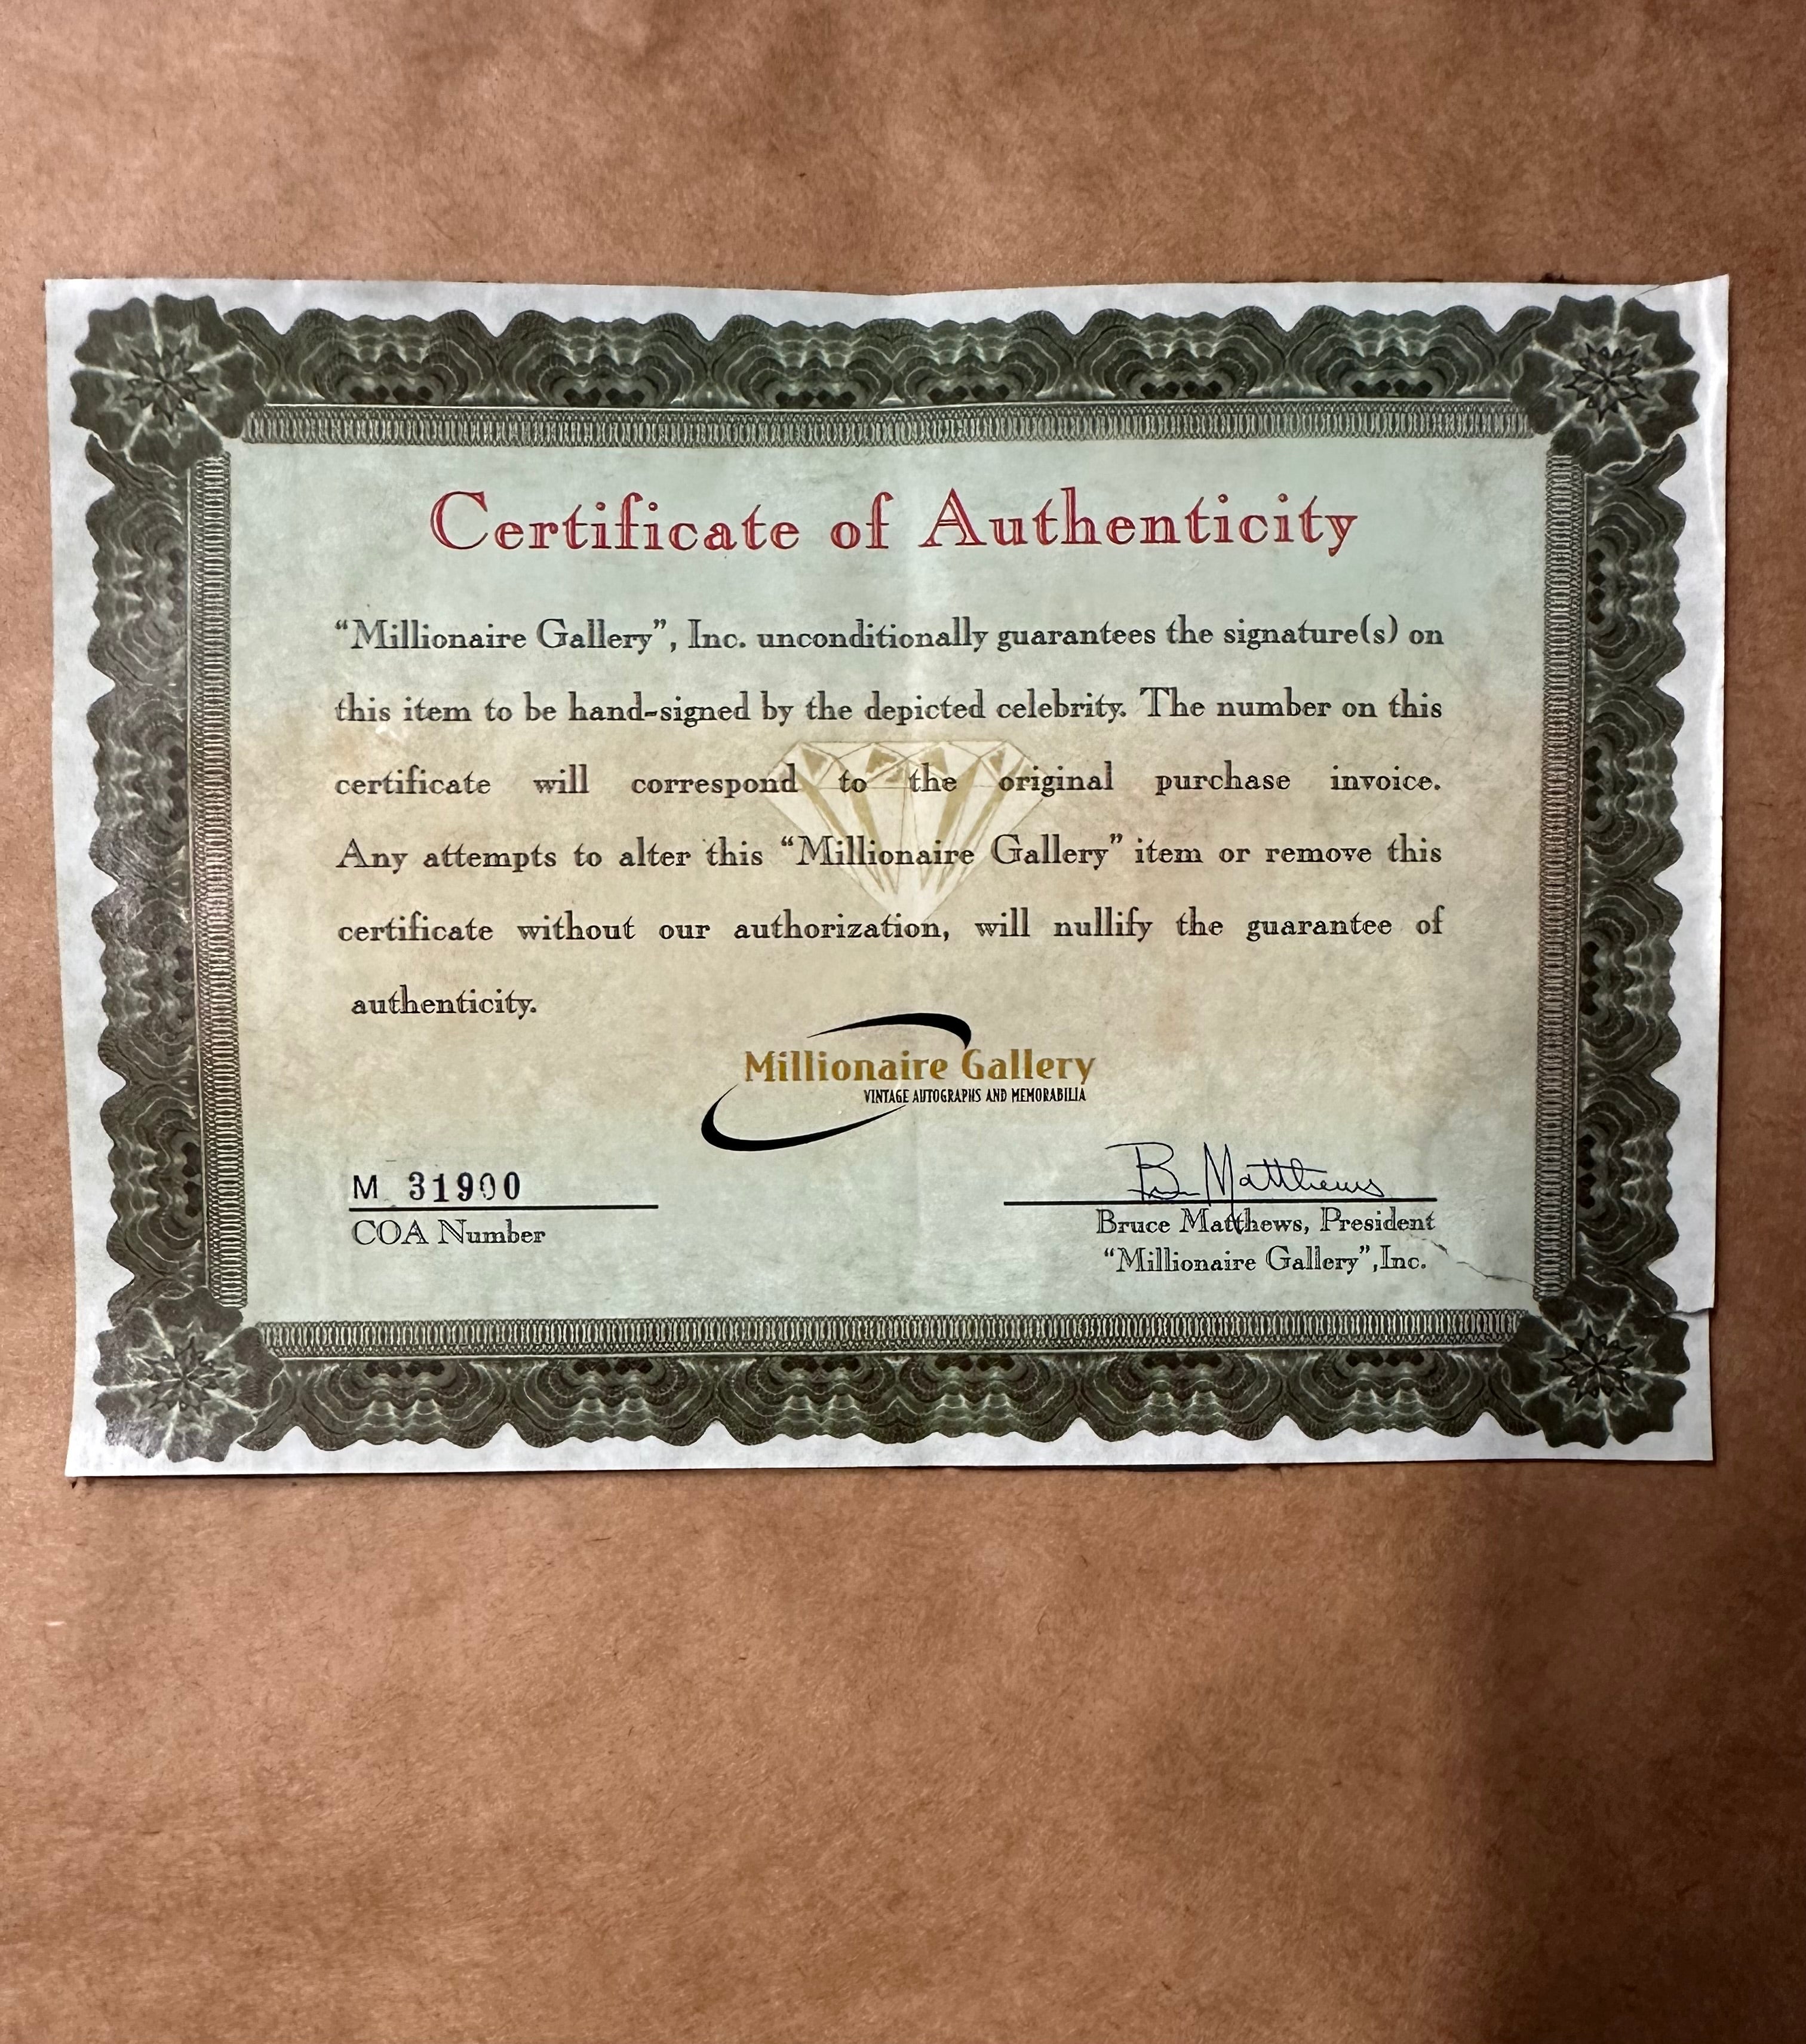 Certificate of Authenticity
“Millionaire Gallery”, Inc. unconditionally guarantees the signature(s) on
this item to be hand-signed by the depicted celebrity. The number on this
certificate will correspond to the original purchase invoice.
Any attempts to alter this “Millionaire Gallery” item or remove this
certificate without our authorization, will nullify the guarantee of
authenticity.
Millionaire Gallery
VINTAGE AUTOGRAPHS AND MEMORABILIA
M 31900
COA Number
B Matthews
Bruce Matthews, President
“Millionaire Gallery”,Inc.